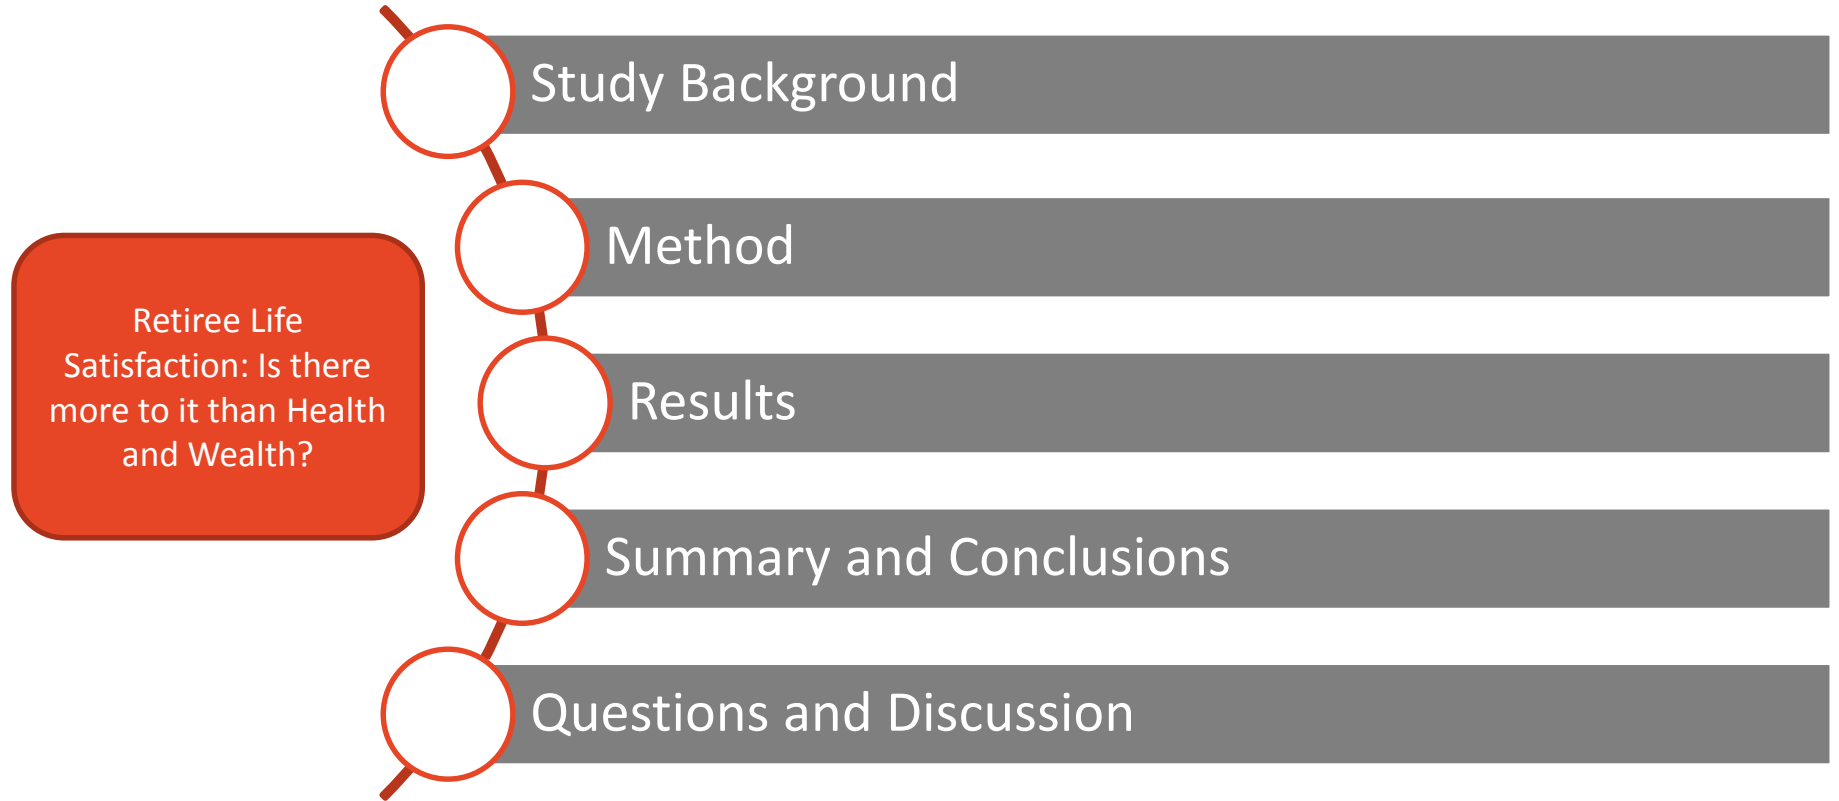 Retiree Life
Satisfaction: Is there
more to it than Health
and Wealth?
Study Background
Method
Results
Summary and Conclusions
Questions and Discussion